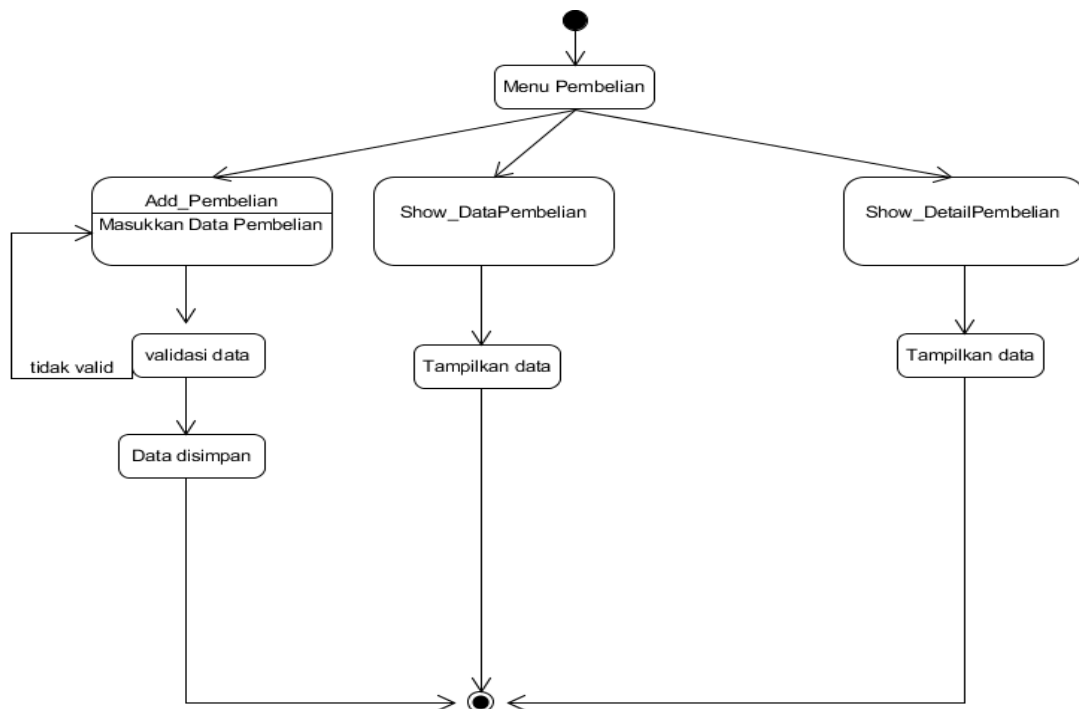 Menu Pembelian
Add_Pembelian
Masukkan Data Pembelian
Show_DataPembelian
Show_DetailPembelian
validasi data
tidak valid
Tampilkan data
Tampilkan data
Data disimpan